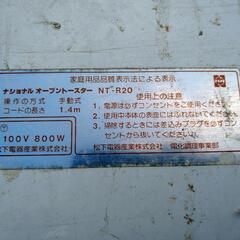 家庭用品品質表示法による表示
ナショナル オーブントースター NT-R20
操作の方式 手動式
コードの長さ 1.4m
100V 800W
松下電器産業株式会社
使用上の注意
1. 電源は必ずコンセントをご使用ください。
2. 使用中本体の表面にはふれないでください。
3. 掃除するときには差込みプラグを必ずコン
セントから抜いてください。
松下電器産業株式会社 電化調理事業部